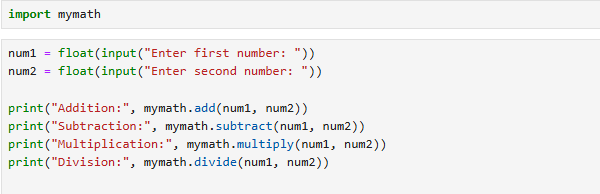 import mymath
num1 = float(input("Enter first number: "))
num2 = float(input("Enter second number: "))
print("Addition:", mymath.add(num1, num2))
print("Subtraction:", mymath.subtract(num1, num2))
print("Multiplication:", mymath.multiply(num1, num2))
print("Division:", mymath.divide(num1, num2))